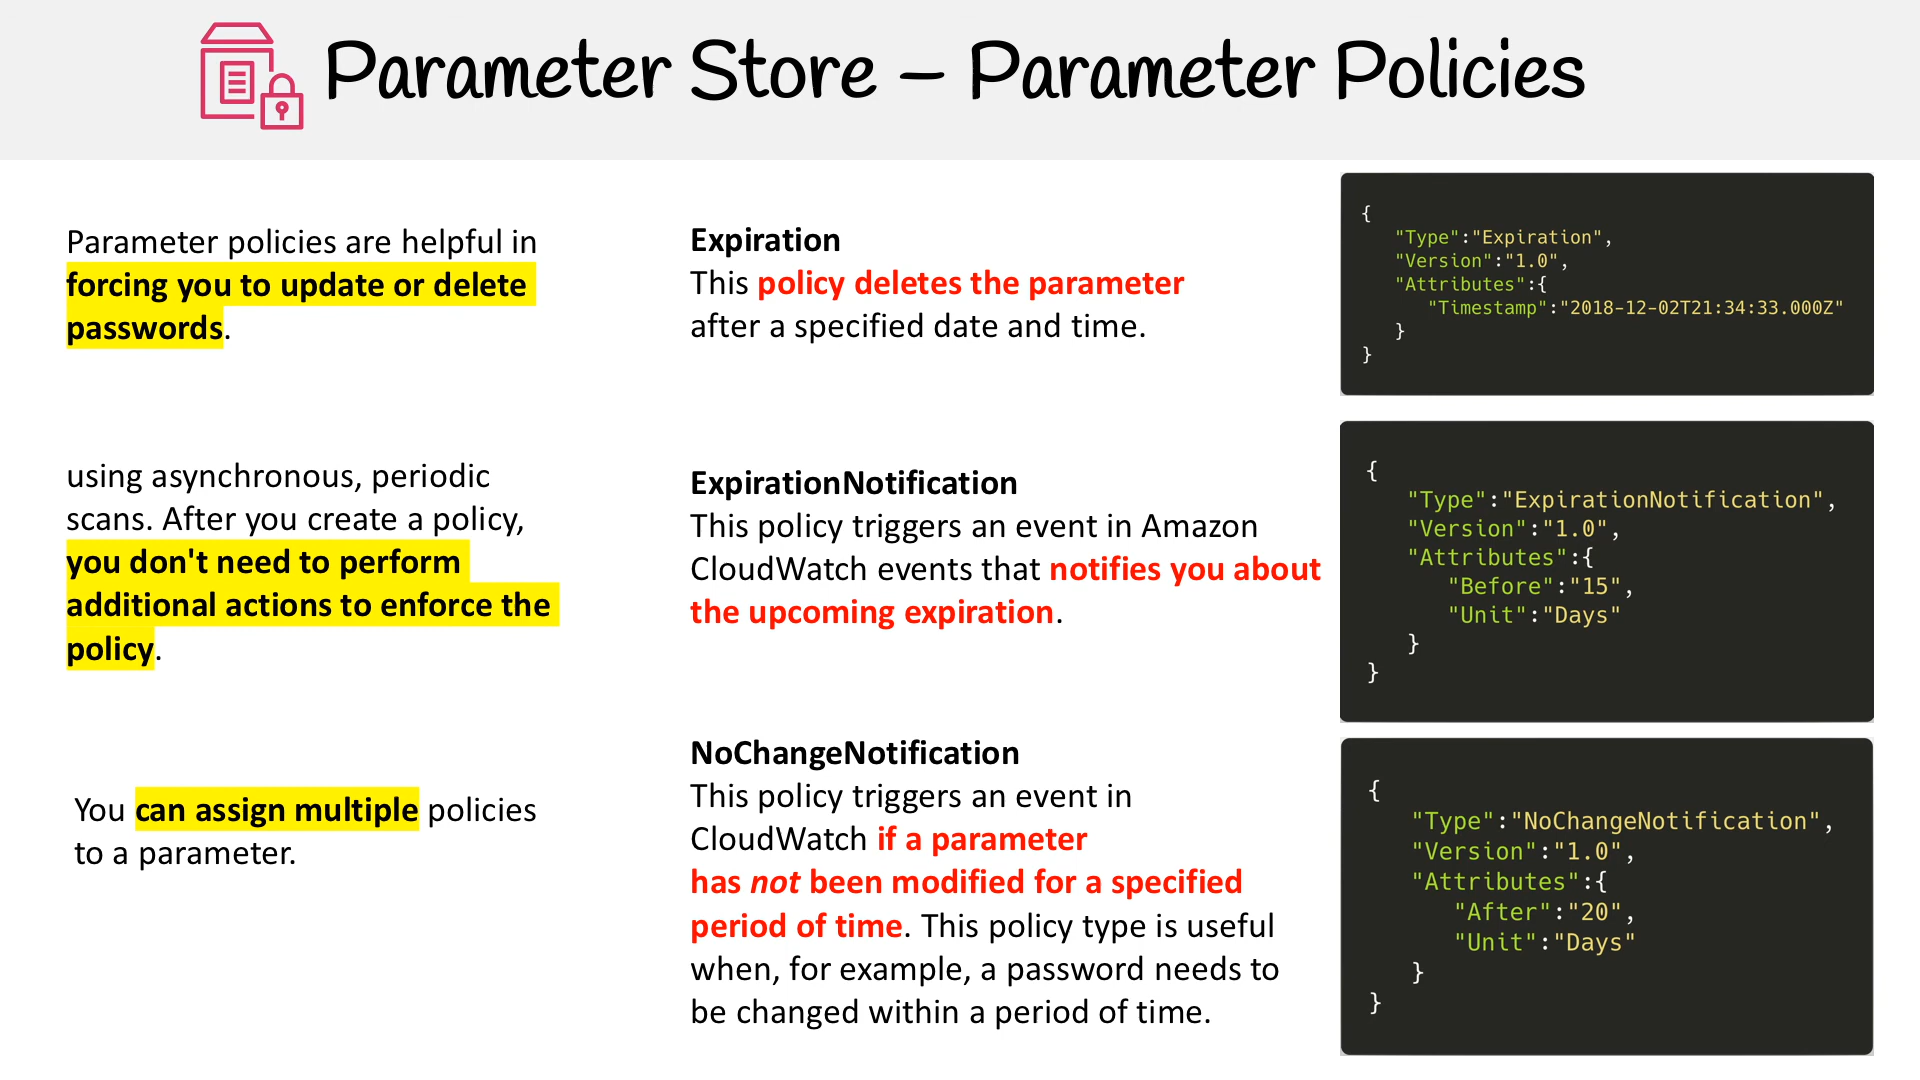 Parameter Store – Parameter Policies
Parameter policies are helpful in
forcing you to update or delete
passwords.
using asynchronous, periodic
scans. After you create a policy,
you don't need to perform
additional actions to enforce the
policy.
You can assign multiple policies
to a parameter.
Expiration
This policy deletes the parameter
after a specified date and time.
ExpirationNotification
This policy triggers an event in Amazon
CloudWatch events that notifies you about
the upcoming expiration.
NoChangeNotification
This policy triggers an event in
CloudWatch if a parameter
has not been modified for a specified
period of time. This policy type is useful
when, for example, a password needs to
be changed within a period of time.
{
"Type":"Expiration",
"Version":"1.0",
"Attributes":{
"Timestamp":"2018-12-02T21:34:33.000Z"
}
}
{
"Type":"ExpirationNotification",
"Version":"1.0",
"Attributes":{
"Before":"15",
"Unit":"Days"
}
}
{
"Type":"NoChangeNotification",
"Version":"1.0",
"Attributes":{
"After":"20",
"Unit":"Days"
}
}